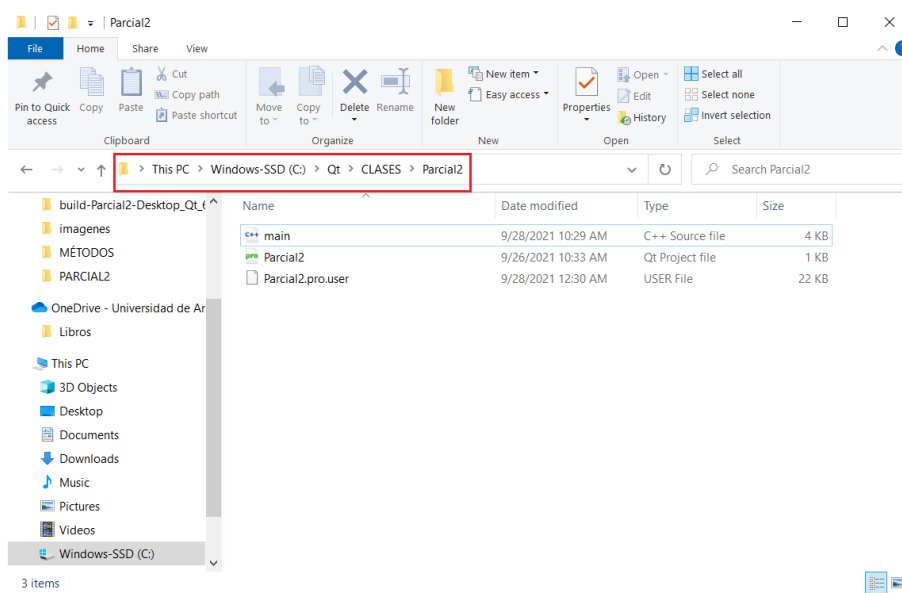 Parcial2
File Home Share View
Pin to Quick access
Copy
Paste
Cut
Copy path
Paste shortcut
Clipboard
Move to
Copy to
Delete
Rename
Organize
New folder
New item
Easy access
New
Properties
Open
Edit
History
Open
Select all
Select none
Invert selection
Select
This PC > Windows-SSD (C:) > Qt > CLASES > Parcial2
Search Parcial2
build-Parcial2-Desktop_Qt_6
imagenes
MÉTODOS
PARCIAL2
OneDrive - Universidad de Ar
Libros
This PC
3D Objects
Desktop
Documents
Downloads
Music
Pictures
Videos
Windows-SSD (C:)
Name Date modified Type Size
c++ main 9/28/2021 10:29 AM C++ Source file 4 KB
pro Parcial2 9/26/2021 10:33 AM Qt Project file 1 KB
Parcial2.pro.user 9/28/2021 12:30 AM USER File 22 KB
3 items